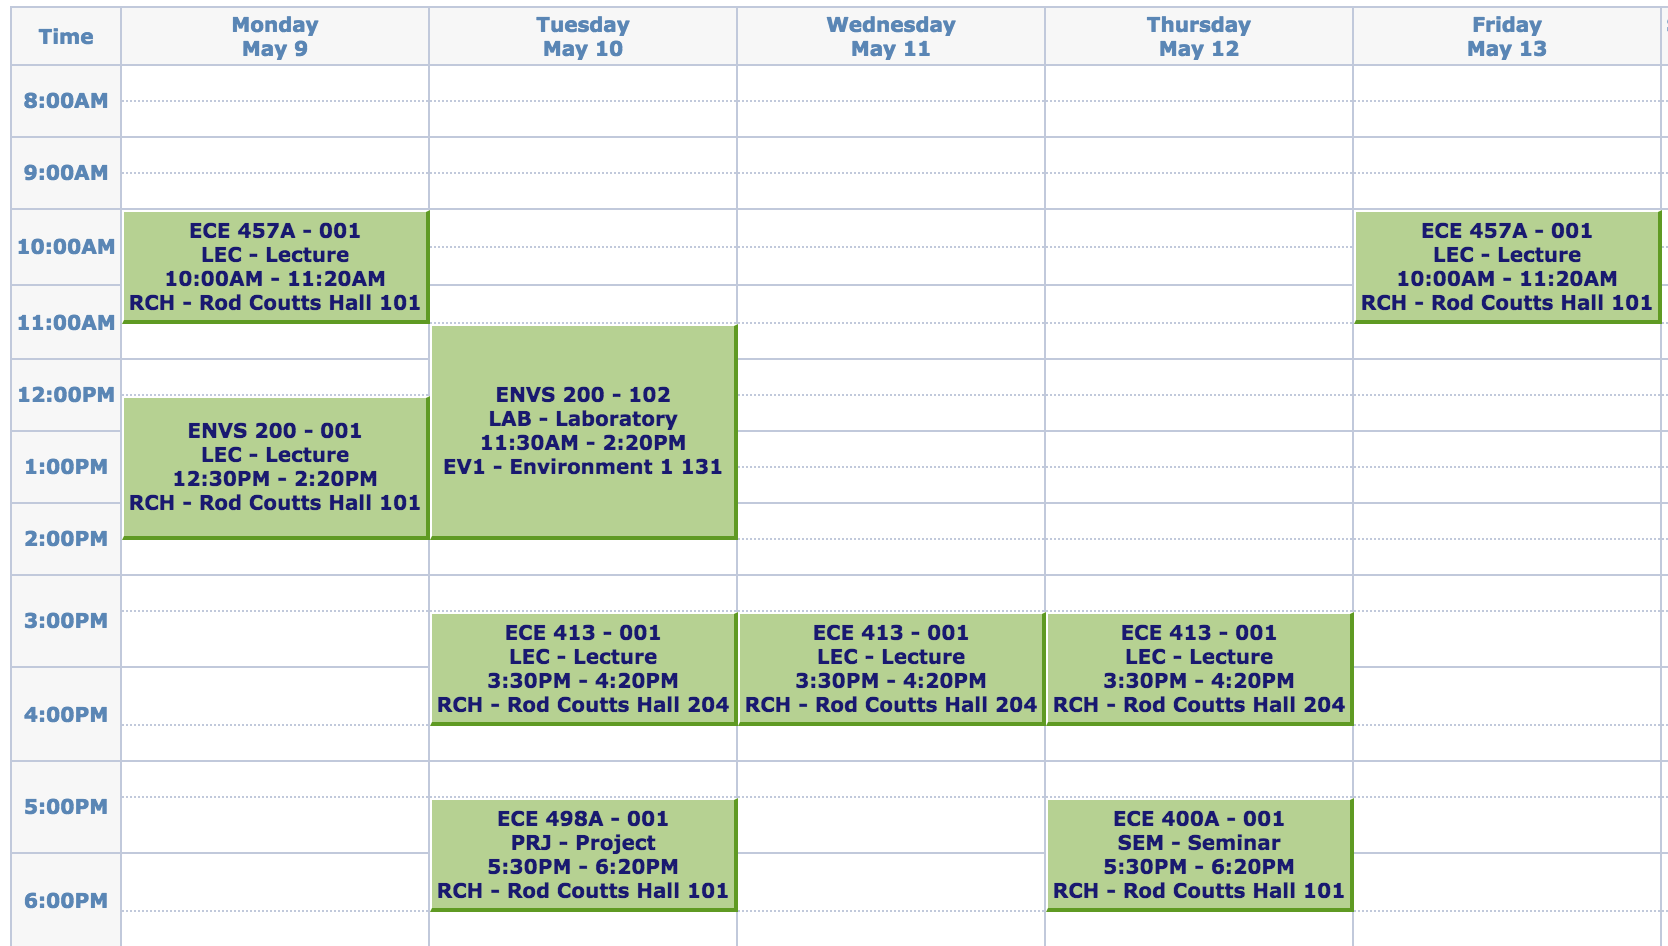 Time
Monday
May 9
Tuesday
May 10
Wednesday
May 11
Thursday
May 12
Friday
May 13
8:00AM
9:00AM
10:00AM
ECE 457A - 001
LEC - Lecture
10:00AM - 11:20AM
RCH - Rod Coutts Hall 101
ECE 457A - 001
LEC - Lecture
10:00AM - 11:20AM
RCH - Rod Coutts Hall 101
11:00AM
ENVS 200 - 102
LAB - Laboratory
11:30AM - 2:20PM
EV1 - Environment 1 131
12:00PM
ENVS 200 - 001
LEC - Lecture
12:30PM - 2:20PM
RCH - Rod Coutts Hall 101
1:00PM
2:00PM
3:00PM
ECE 413 - 001
LEC - Lecture
3:30PM - 4:20PM
RCH - Rod Coutts Hall 204
ECE 413 - 001
LEC - Lecture
3:30PM - 4:20PM
RCH - Rod Coutts Hall 204
ECE 413 - 001
LEC - Lecture
3:30PM - 4:20PM
RCH - Rod Coutts Hall 204
4:00PM
5:00PM
ECE 498A - 001
PRJ - Project
5:30PM - 6:20PM
RCH - Rod Coutts Hall 101
ECE 400A - 001
SEM - Seminar
5:30PM - 6:20PM
RCH - Rod Coutts Hall 101
6:00PM